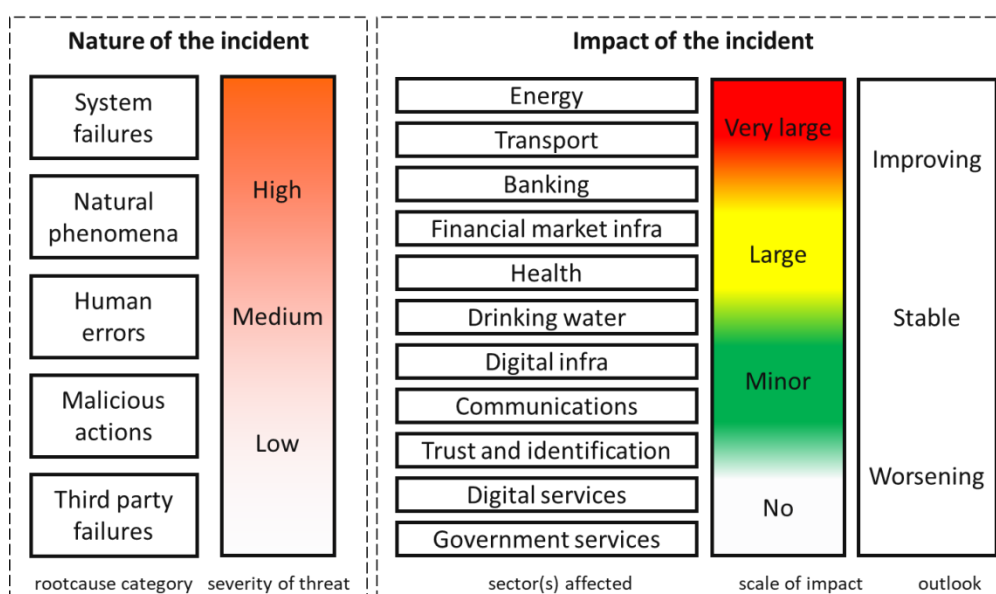 Nature of the incident
System
failures
Natural
phenomena
Human
errors
Malicious
actions
Third party
failures
rootcause category
High
Medium
Low
severity of threat
Impact of the incident
Energy
Transport
Banking
Financial market infra
Health
Drinking water
Digital infra
Communications
Trust and identification
Digital services
Government services
sector(s) affected
Very large
Large
Minor
No
scale of impact
Improving
Stable
Worsening
outlook